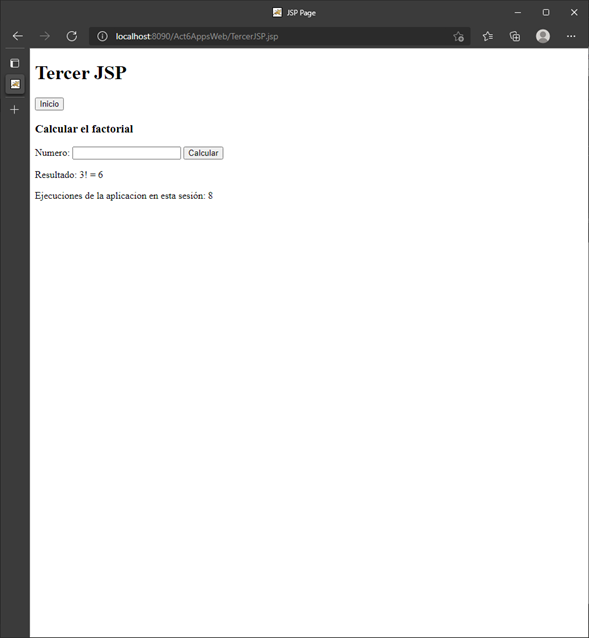 JSP Page
localhost:8090/Act6AppsWeb/TercerJSP.jsp
Tercer JSP
Inicio
Calcular el factorial
Numero: Calcular
Resultado: 3! = 6
Ejecuciones de la aplicacion en esta sesión: 8